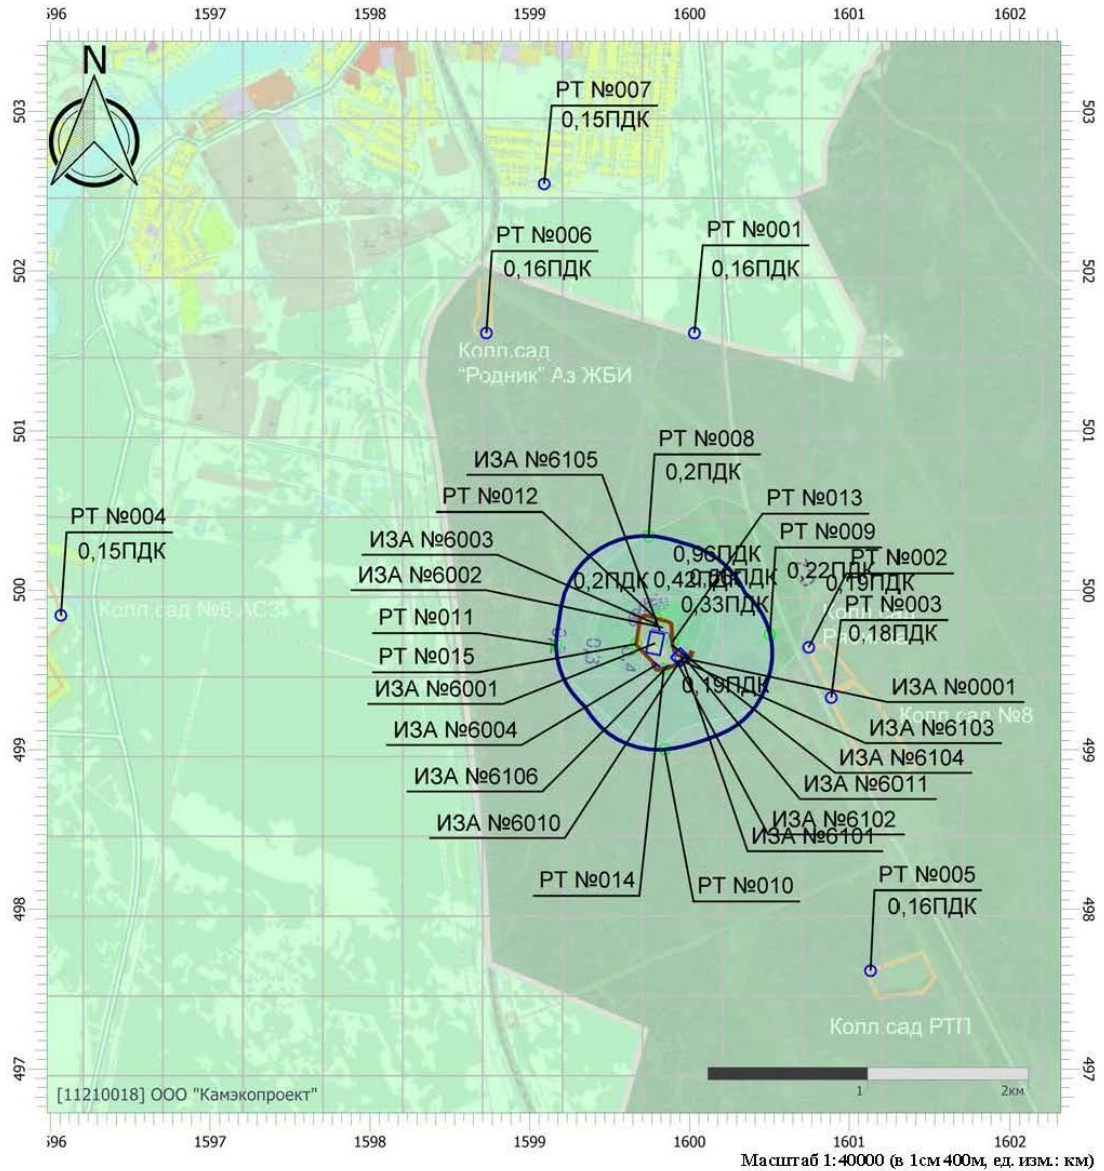 596 1597 1598 1599 1600 1601 1602
N
503
503
РТ №007
0,15ПДК
РТ №006
0,16ПДК
РТ №001
0,16ПДК
502
502
Колл.сад
"Родник" Аз ЖБИ
501
501
РТ №008
0,2ПДК
ИЗА №6105
РТ №012
РТ №013
РТ №004
0,15ПДК
ИЗА №6003
РТ №009
РТ №002
0,96ПДК
0,22ПДК
0,19ПДК
ИЗА №6002
0,2ПДК
500
500
Колл сад №6 АСЗ
0,33ПДК
РТ №003
0,18ПДК
РТ №011
0,3
РТ №015
0,19ПДК
ИЗА №6001
ИЗА №0001
Колл сад №8
ИЗА №6004
ИЗА №6103
499
499
ИЗА №6104
ИЗА №6106
ИЗА №6011
ИЗА №6010
ИЗА №6102
ИЗА №6101
РТ №014
РТ №010
РТ №005
0,16ПДК
498
498
Колл сад РТП
497
497
[11210018] ООО "Камэкопроект"
1
2км
596 1597 1598 1599 1600 1601 1602
Масштаб 1:40000 (в 1см 400м, ед. изм.: км)